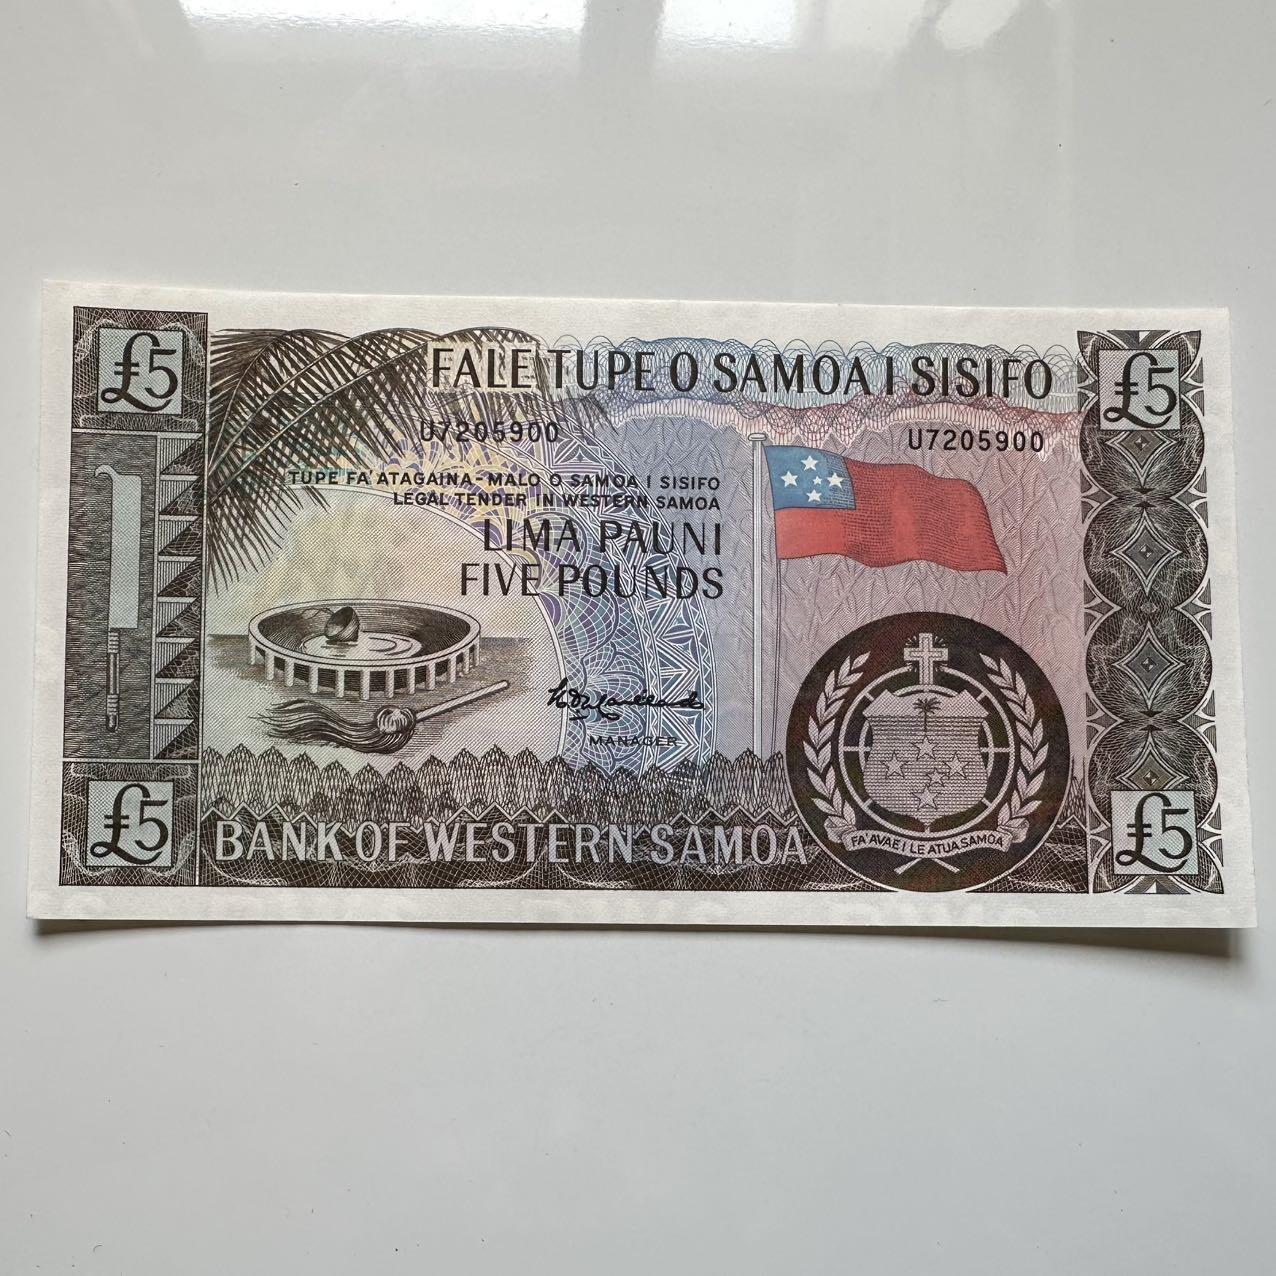 £5
FALE TUPE O SAMOA I SISIFO
£5
U7205900
U7205900
TUPE FA'ATAGAINA-MALO O SAMOA I SISIFO
LEGAL TENDER IN WESTERN SAMOA
LIMA PAUNI
FIVE POUNDS
MANAGER
£5
BANK OF WESTERN SAMOA
FA'AVAE I LE ATUA SAMOA
£5